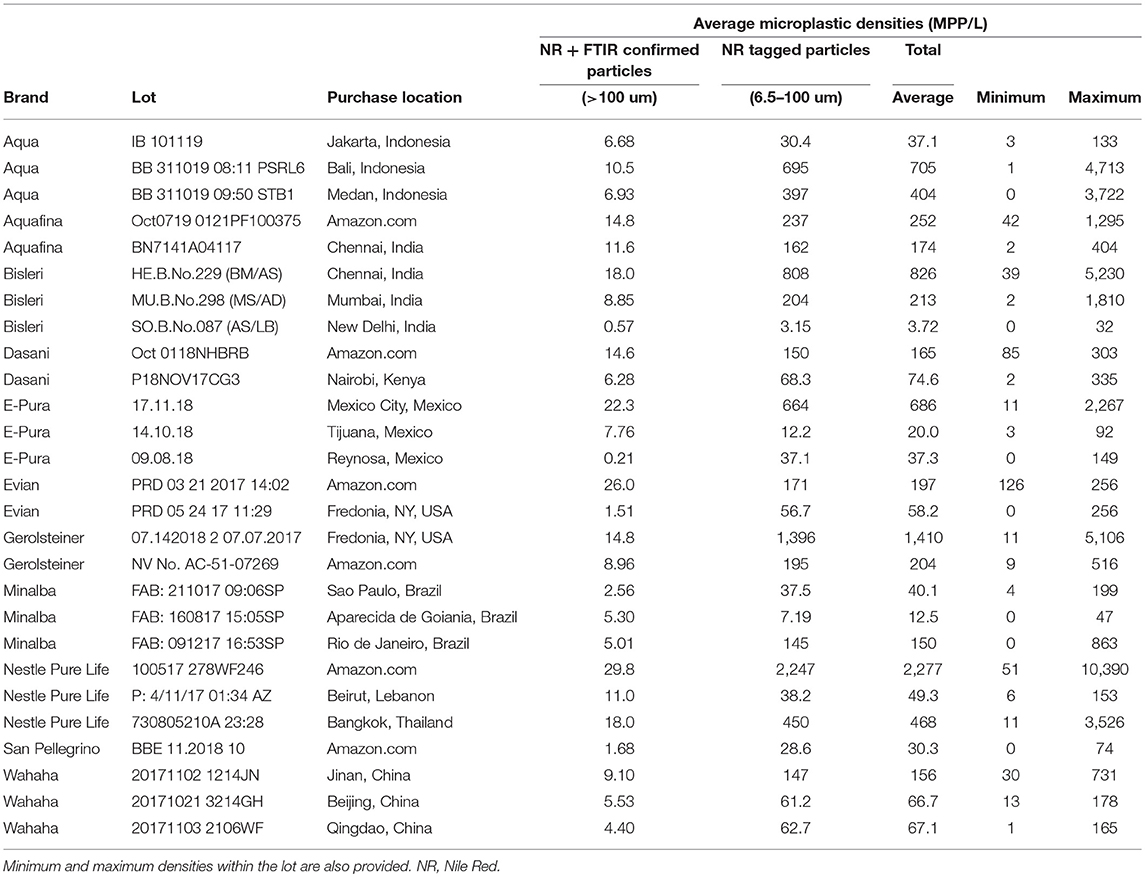 Average microplastic densities (MPP/L)
NR + FTIR confirmed particles NR tagged particles Total
Brand Lot Purchase location (>100 um) (6.5–100 um) Average Minimum Maximum
Aqua IB 101119 Jakarta, Indonesia 6.68 30.4 37.1 3 133
Aqua BB 311019 08:11 PSRL6 Bali, Indonesia 10.5 695 705 1 4,713
Aqua BB 311019 09:50 STB1 Medan, Indonesia 6.93 397 404 0 3,722
Aquafina Oct0719 0121PF100375 Amazon.com 14.8 237 252 42 1,295
Aquafina BN7141A04117 Chennai, India 11.6 162 174 2 404
Bisleri HE.B.No.229 (BM/AS) Chennai, India 18.0 808 826 39 5,230
Bisleri MU.B.No.298 (MS/AD) Mumbai, India 8.85 204 213 2 1,810
Bisleri SO.B.No.087 (AS/LB) New Delhi, India 0.57 3.15 3.72 0 32
Dasani Oct 0118NHBRB Amazon.com 14.6 150 165 85 303
Dasani P18NOV17CG3 Nairobi, Kenya 6.28 68.3 74.6 2 335
E-Pura 17.11.18 Mexico City, Mexico 22.3 664 686 11 2,267
E-Pura 14.10.18 Tijuana, Mexico 7.76 12.2 20.0 3 92
E-Pura 09.08.18 Reynosa, Mexico 0.21 37.1 37.3 0 149
Evian PRD 03 21 2017 14:02 Amazon.com 26.0 171 197 126 256
Evian PRD 05 24 17 11:29 Fredonia, NY, USA 1.51 56.7 58.2 0 256
Gerolsteiner 07.142018 2 07.07.2017 Fredonia, NY, USA 14.8 1,396 1,410 11 5,106
Gerolsteiner NV No. AC-51-07269 Amazon.com 8.96 195 204 9 516
Minalba FAB: 211017 09:06SP Sao Paulo, Brazil 2.56 37.5 40.1 4 199
Minalba FAB: 160817 15:05SP Aparecida de Goiania, Brazil 5.30 7.19 12.5 0 47
Minalba FAB: 091217 16:53SP Rio de Janeiro, Brazil 5.01 145 150 0 863
Nestle Pure Life 100517 278WF246 Amazon.com 29.8 2,247 2,277 51 10,390
Nestle Pure Life P: 4/11/17 01:34 AZ Beirut, Lebanon 11.0 38.2 49.3 6 153
Nestle Pure Life 730805210A 23:28 Bangkok, Thailand 18.0 450 468 11 3,526
San Pellegrino BBE 11.2018 10 Amazon.com 1.68 28.6 30.3 0 74
Wahaha 20171102 1214JN Jinan, China 9.10 147 156 30 731
Wahaha 20171021 3214GH Beijing, China 5.53 61.2 66.7 13 178
Wahaha 20171103 2106WF Qingdao, China 4.40 62.7 67.1 1 165
Minimum and maximum densities within the lot are also provided. NR, Nile Red.